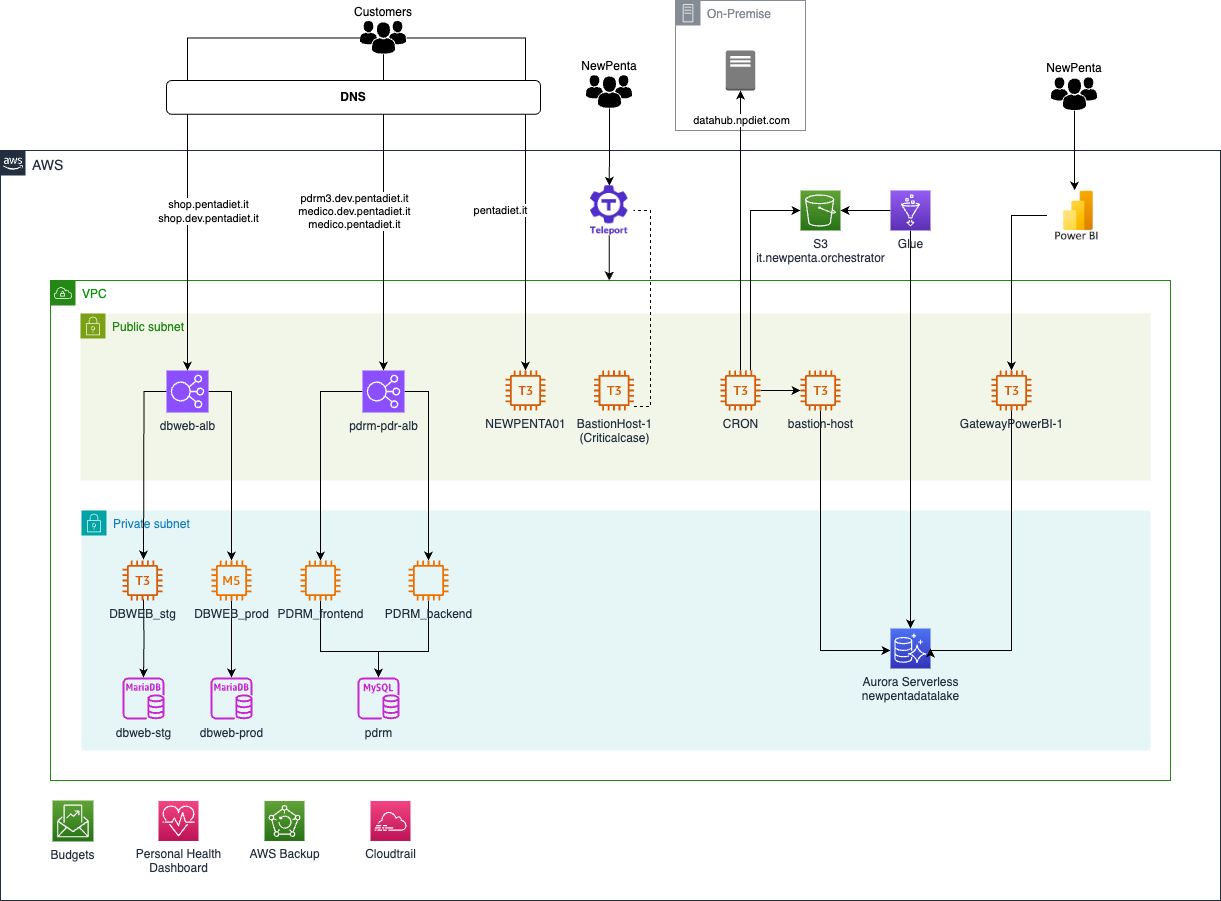 Customers
On-Premise
NewPenta
NewPenta
DNS
datahub.npdiet.com
aws
AWS
shop.pentadiet.it
shop.dev.pentadiet.it
pdrm3.dev.pentadiet.it
medico.dev.pentadiet.it
medico.pentadiet.it
pentadiet.it
T
Teleport
S3
it.newpenta.orchestrator
Glue
Power BI
VPC
Public subnet
dbweb-alb
pdrm-pdr-alb
T3
NEWPENTA01
T3
BastionHost-1
(Criticalcase)
T3
CRON
T3
bastion-host
T3
GatewayPowerBI-1
Private subnet
T3
DBWEB_stg
M5
DBWEB_prod
PDRM_frontend
PDRM_backend
MariaDB
dbweb-stg
MariaDB
dbweb-prod
MySQL
pdrm
Aurora Serverless
newpentadatalake
Budgets
Personal Health
Dashboard
AWS Backup
Cloudtrail